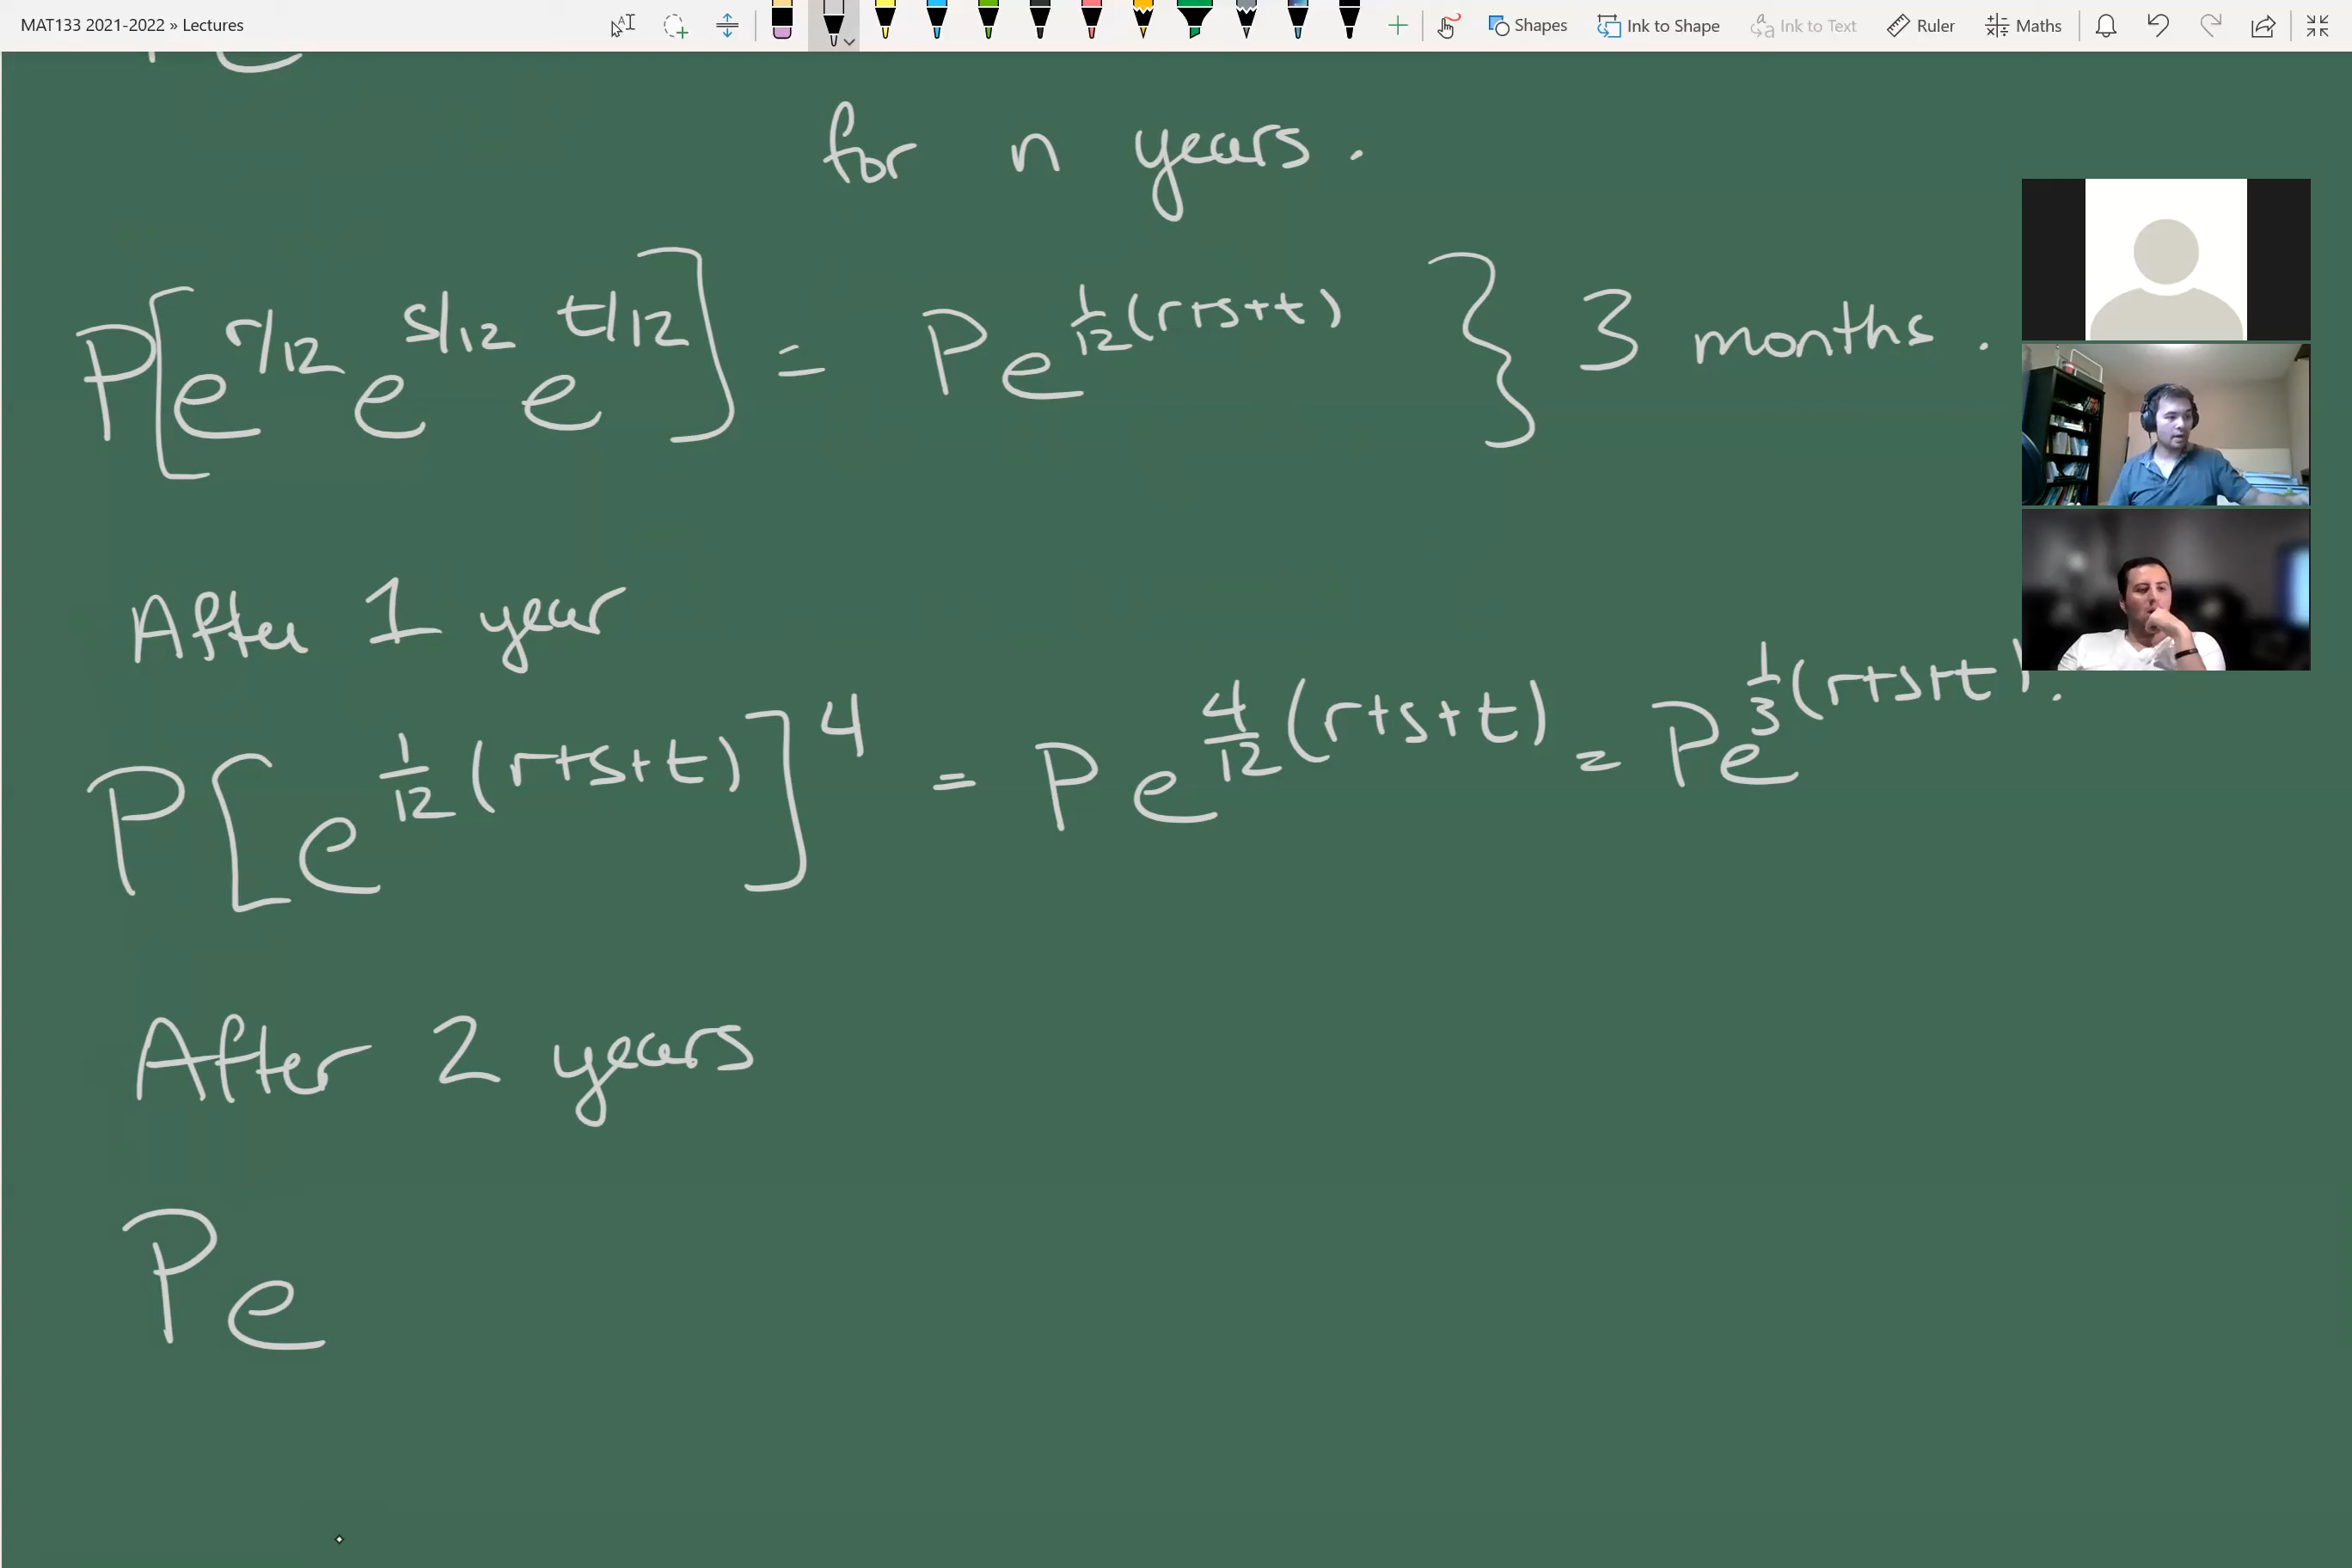 MAT133 2021-2022 » Lectures
Shapes Ink to Shape Ink to Text Ruler Maths
Pe
for n years.
P[e^{r/12} e^{s/12} e^{t/12}] = Pe^{1/12(r+s+t)} } 3 months.
After 1 year
P[e^{1/12(r+s+t)}]^4 = Pe^{4/12(r+s+t)} = Pe^{1/3(r+s+t)}.
After 2 years
Pe